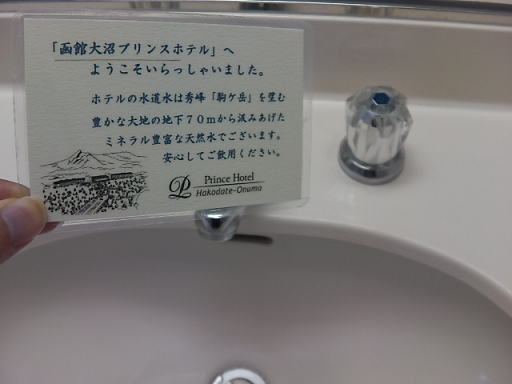 「函館大沼プリンスホテル」へ
ようこそいらっしゃいました。
ホテルの水道水は秀峰「駒ケ岳」を望む
豊かな大地の地下70mから汲みあげた
ミネラル豊富な天然水でございます。
安心してご飲用ください。
Prince Hotel
Hakodate-Onuma